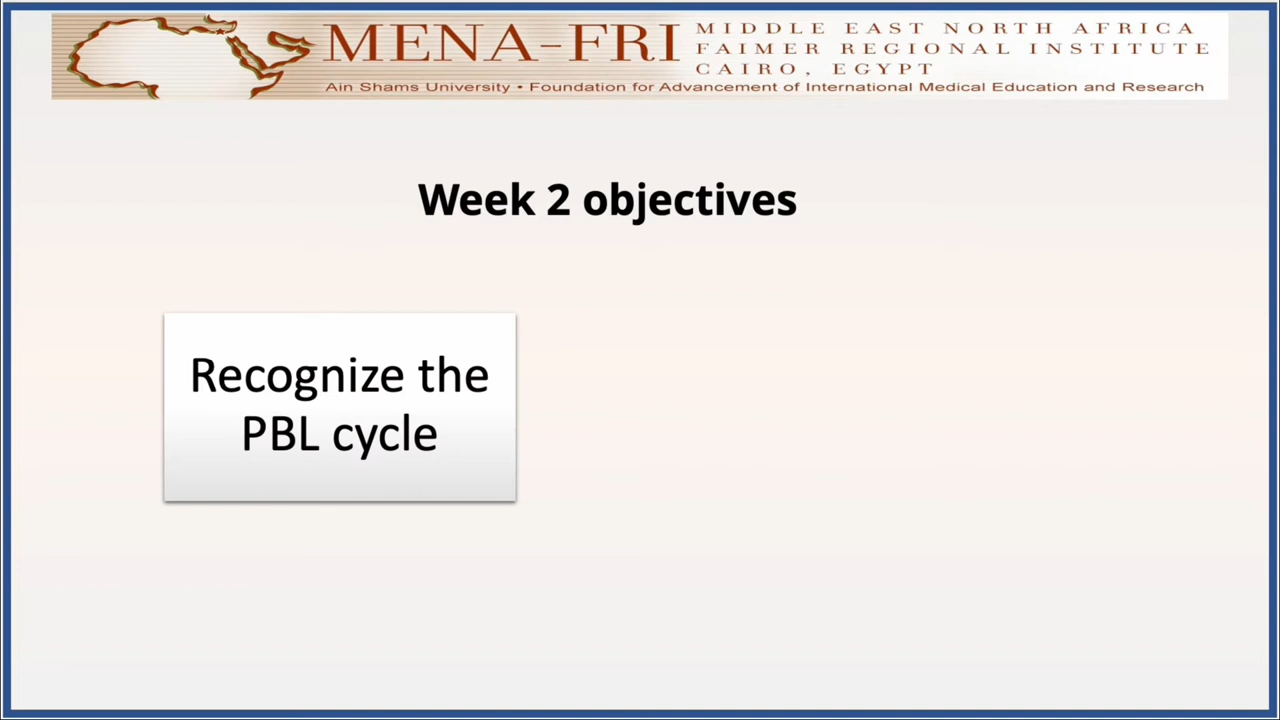 MENA-FRI
MIDDLE EAST NORTH AFRICA
FAIMER REGIONAL INSTITUTE
CAIRO, EGYPT
Ain Shams University • Foundation for Advancement of International Medical Education and Research
Week 2 objectives
Recognize the
PBL cycle